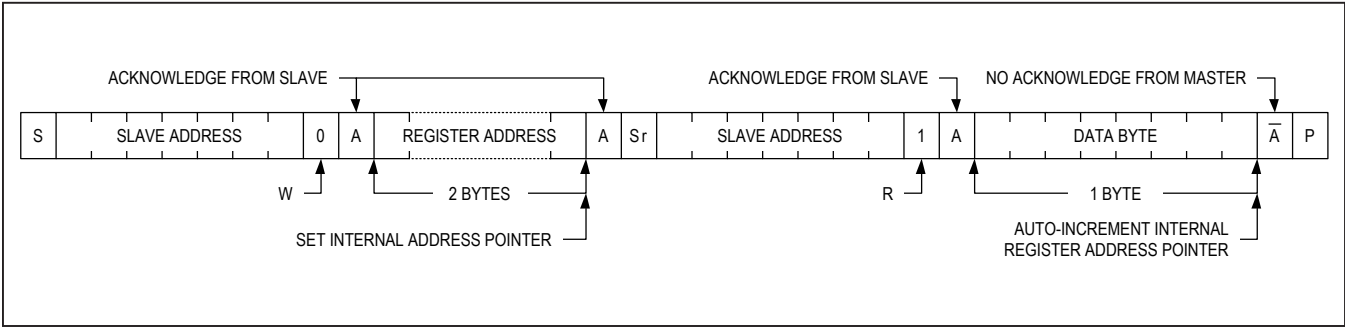 ACKNOWLEDGE FROM SLAVE ACKNOWLEDGE FROM SLAVE NO ACKNOWLEDGE FROM MASTER
S SLAVE ADDRESS 0 A REGISTER ADDRESS A Sr SLAVE ADDRESS 1 A DATA BYTE A̅ P
W 2 BYTES R 1 BYTE
SET INTERNAL ADDRESS POINTER
AUTO-INCREMENT INTERNAL
REGISTER ADDRESS POINTER